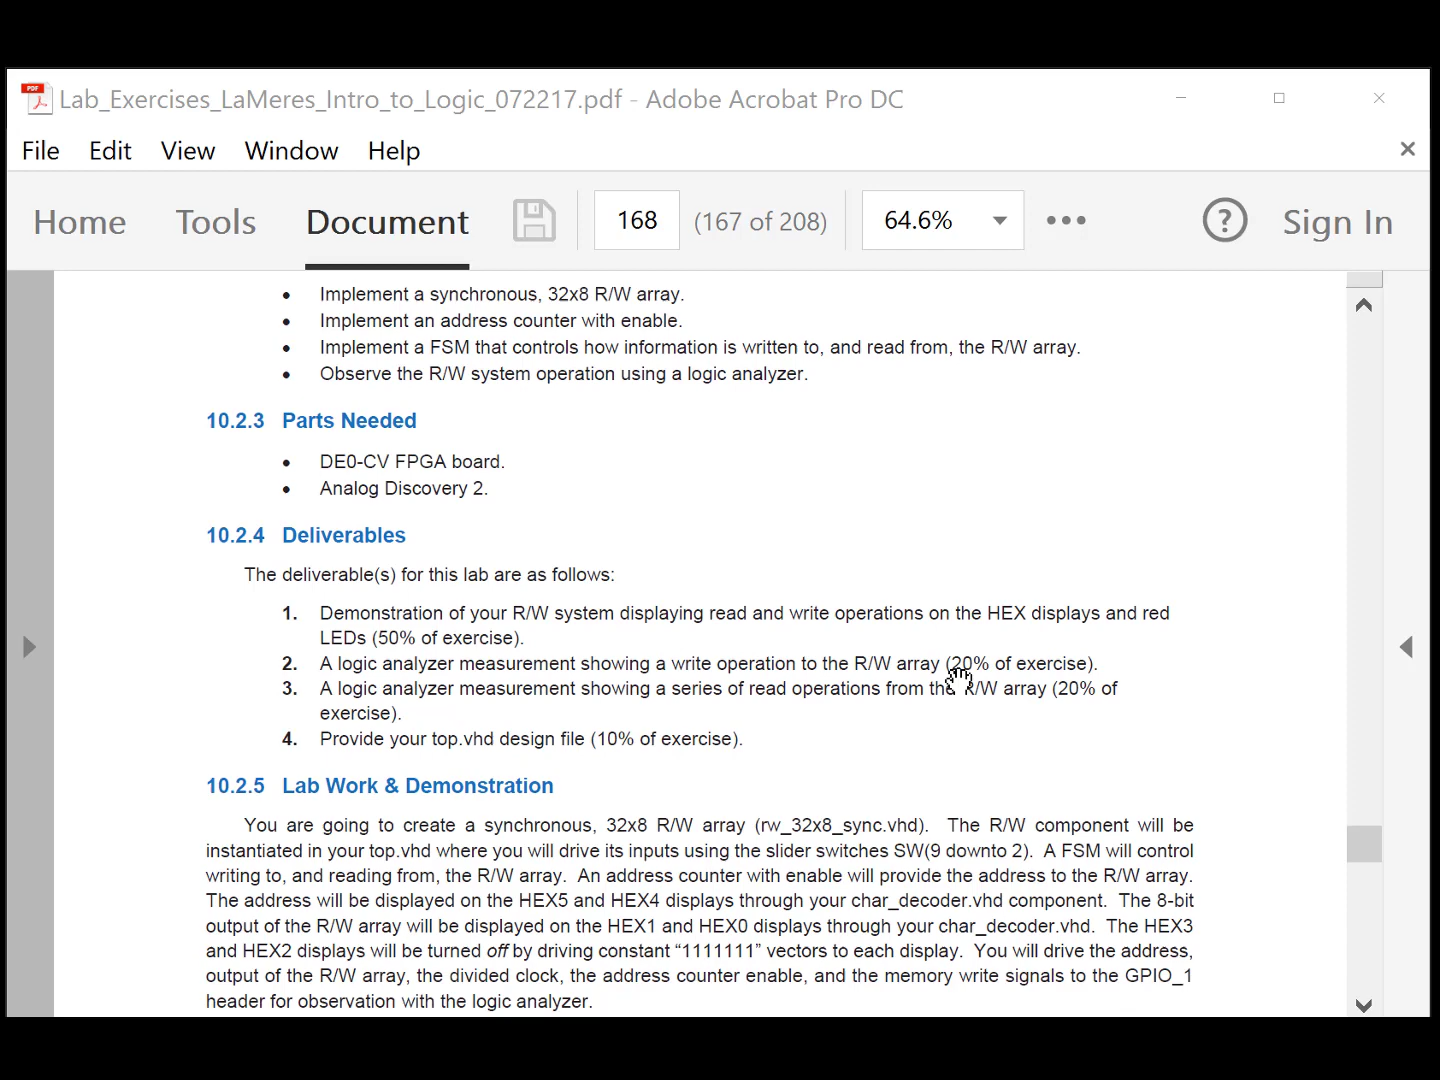 Lab_Exercises_LaMeres_Intro_to_Logic_072217.pdf - Adobe Acrobat Pro DC
File Edit View Window Help
Home Tools Document 168 (167 of 208) 64.6% Sign In
• Implement a synchronous, 32x8 R/W array.
• Implement an address counter with enable.
• Implement a FSM that controls how information is written to, and read from, the R/W array.
• Observe the R/W system operation using a logic analyzer.
10.2.3 Parts Needed
• DE0-CV FPGA board.
• Analog Discovery 2.
10.2.4 Deliverables
The deliverable(s) for this lab are as follows:
1. Demonstration of your R/W system displaying read and write operations on the HEX displays and red
LEDs (50% of exercise).
2. A logic analyzer measurement showing a write operation to the R/W array (20% of exercise).
3. A logic analyzer measurement showing a series of read operations from the R/W array (20% of
exercise).
4. Provide your top.vhd design file (10% of exercise).
10.2.5 Lab Work & Demonstration
You are going to create a synchronous, 32x8 R/W array (rw_32x8_sync.vhd). The R/W component will be
instantiated in your top.vhd where you will drive its inputs using the slider switches SW(9 downto 2). A FSM will control
writing to, and reading from, the R/W array. An address counter with enable will provide the address to the R/W array.
The address will be displayed on the HEX5 and HEX4 displays through your char_decoder.vhd component. The 8-bit
output of the R/W array will be displayed on the HEX1 and HEX0 displays through your char_decoder.vhd. The HEX3
and HEX2 displays will be turned off by driving constant “1111111” vectors to each display. You will drive the address,
output of the R/W array, the divided clock, the address counter enable, and the memory write signals to the GPIO_1
header for observation with the logic analyzer.